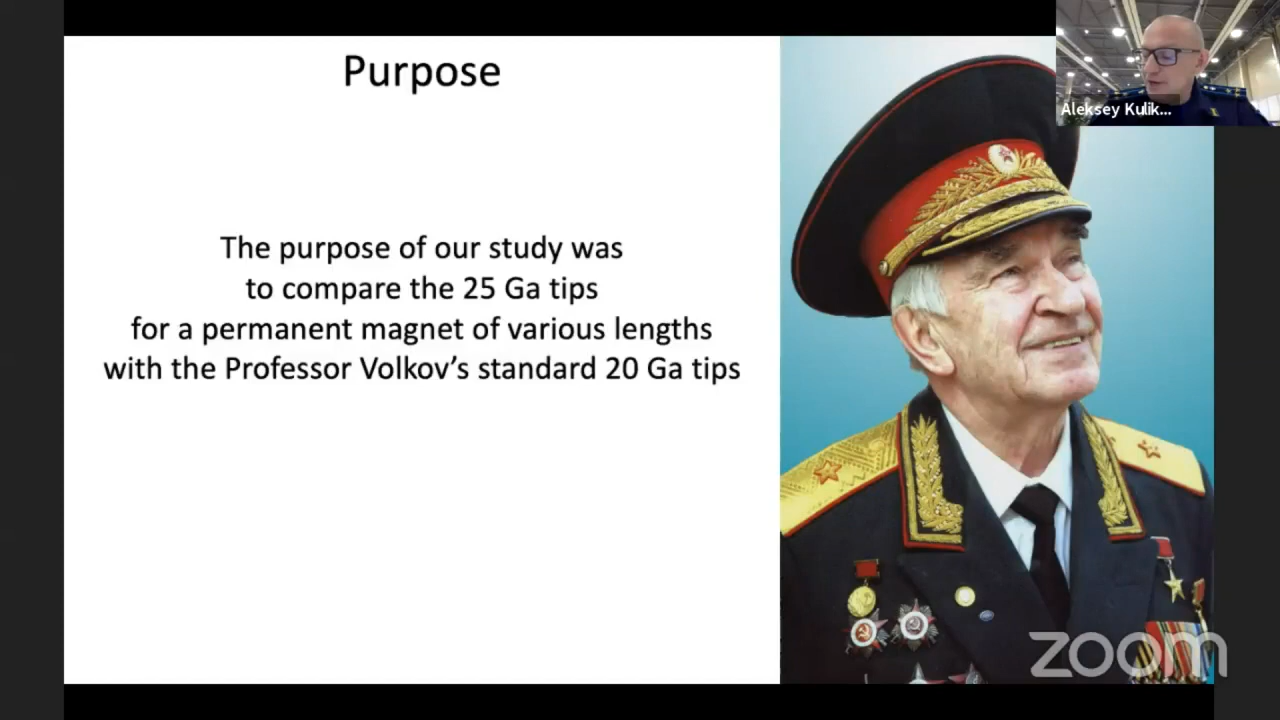 Purpose
The purpose of our study was
to compare the 25 Ga tips
for a permanent magnet of various lengths
with the Professor Volkov's standard 20 Ga tips
Aleksey Kulik...
zoom